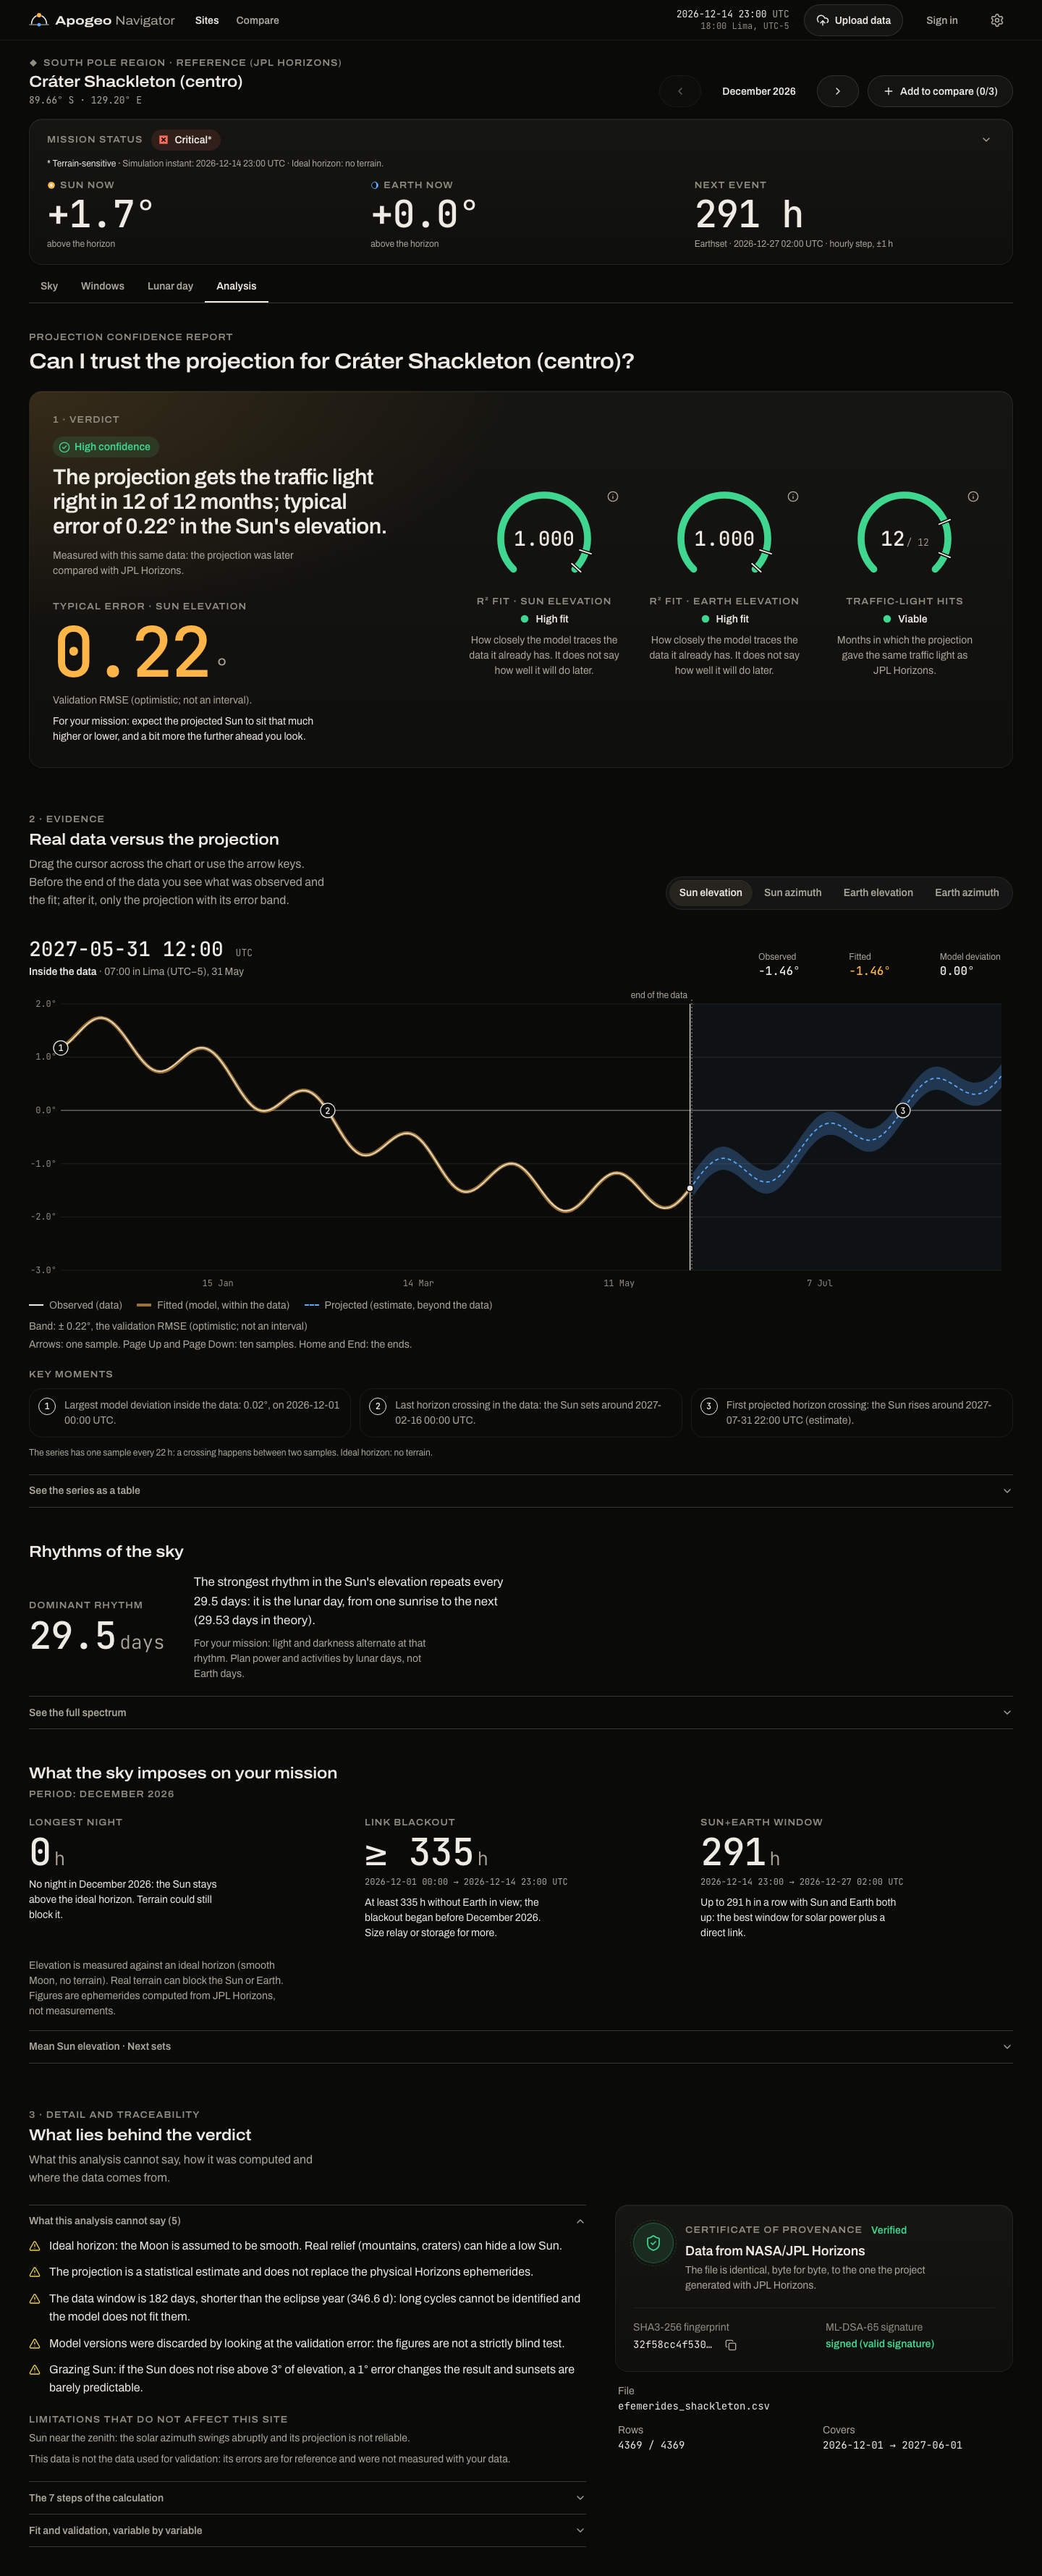 Apogeo Navigator
Sites
Compare
2026-12-14 23:00 UTC
18:00 Lima, UTC-5
Upload data
Sign in
SOUTH POLE REGION · REFERENCE (JPL HORIZONS)
Cráter Shackleton (centro)
89.66° S · 129.20° E
December 2026
Add to compare (0/3)
MISSION STATUS
Critical*
* Terrain-sensitive · Simulation instant: 2026-12-14 23:00 UTC · Ideal horizon: no terrain.
SUN NOW
+1.7°
above the horizon
EARTH NOW
+0.0°
above the horizon
NEXT EVENT
291 h
Earthset · 2026-12-27 02:00 UTC · hourly step, ±1 h
Sky
Windows
Lunar day
Analysis
PROJECTION CONFIDENCE REPORT
Can I trust the projection for Cráter Shackleton (centro)?
1 · VERDICT
High confidence
The projection gets the traffic light
right in 12 of 12 months; typical
error of 0.22° in the Sun's elevation.
Measured with this same data: the projection was later
compared with JPL Horizons.
TYPICAL ERROR · SUN ELEVATION
0.22°
Validation RMSE (optimistic; not an interval).
For your mission: expect the projected Sun to sit that much
higher or lower, and a bit more the further ahead you look.
1.000
R² FIT · SUN ELEVATION
High fit
How closely the model traces the
data it already has. It does not say
how well it will do later.
1.000
R² FIT · EARTH ELEVATION
High fit
How closely the model traces the
data it already has. It does not say
how well it will do later.
12 / 12
TRAFFIC-LIGHT HITS
Viable
Months in which the projection
gave the same traffic light as
JPL Horizons.
2 · EVIDENCE
Real data versus the projection
Drag the cursor across the chart or use the arrow keys.
Before the end of the data you see what was observed and
the fit; after it, only the projection with its error band.
Sun elevation
Sun azimuth
Earth elevation
Earth azimuth
2027-05-31 12:00 UTC
Inside the data · 07:00 in Lima (UTC−5), 31 May
Observed
-1.46°
Fitted
-1.46°
Model deviation
0.00°
end of the data
2.0°
1.0°
0.0°
-1.0°
-2.0°
-3.0°
1
2
3
15 Jan
14 Mar
11 May
7 Jul
Observed (data)
Fitted (model, within the data)
Projected (estimate, beyond the data)
Band: ± 0.22°, the validation RMSE (optimistic; not an interval)
Arrows: one sample. Page Up and Page Down: ten samples. Home and End: the ends.
KEY MOMENTS
1
Largest model deviation inside the data: 0.02°, on 2026-12-01
00:00 UTC.
2
Last horizon crossing in the data: the Sun sets around 2027-
02-16 00:00 UTC.
3
First projected horizon crossing: the Sun rises around 2027-
07-31 22:00 UTC (estimate).
The series has one sample every 22 h: a crossing happens between two samples. Ideal horizon: no terrain.
See the series as a table
Rhythms of the sky
DOMINANT RHYTHM
29.5 days
The strongest rhythm in the Sun's elevation repeats every
29.5 days: it is the lunar day, from one sunrise to the next
(29.53 days in theory).
For your mission: light and darkness alternate at that
rhythm. Plan power and activities by lunar days, not
Earth days.
See the full spectrum
What the sky imposes on your mission
PERIOD: DECEMBER 2026
LONGEST NIGHT
0 h
No night in December 2026: the Sun stays
above the ideal horizon. Terrain could still
block it.
LINK BLACKOUT
≥ 335 h
2026-12-01 00:00 → 2026-12-14 23:00 UTC
At least 335 h without Earth in view; the
blackout began before December 2026.
Size relay or storage for more.
SUN+EARTH WINDOW
291 h
2026-12-14 23:00 → 2026-12-27 02:00 UTC
Up to 291 h in a row with Sun and Earth both
up: the best window for solar power plus a
direct link.
Elevation is measured against an ideal horizon (smooth
Moon, no terrain). Real terrain can block the Sun or Earth.
Figures are ephemerides computed from JPL Horizons,
not measurements.
Mean Sun elevation · Next sets
3 · DETAIL AND TRACEABILITY
What lies behind the verdict
What this analysis cannot say, how it was computed and
where the data comes from.
What this analysis cannot say (5)
Ideal horizon: the Moon is assumed to be smooth. Real relief (mountains, craters) can hide a low Sun.
The projection is a statistical estimate and does not replace the physical Horizons ephemerides.
The data window is 182 days, shorter than the eclipse year (346.6 d): long cycles cannot be identified and
the model does not fit them.
Model versions were discarded by looking at the validation error: the figures are not a strictly blind test.
Grazing Sun: if the Sun does not rise above 3° of elevation, a 1° error changes the result and sunsets are
barely predictable.
LIMITATIONS THAT DO NOT AFFECT THIS SITE
Sun near the zenith: the solar azimuth swings abruptly and its projection is not reliable.
This data is not the data used for validation: its errors are for reference and were not measured with your data.
The 7 steps of the calculation
Fit and validation, variable by variable
CERTIFICATE OF PROVENANCE
Verified
Data from NASA/JPL Horizons
The file is identical, byte for byte, to the one the project
generated with JPL Horizons.
SHA3-256 fingerprint
32f58cc4f530…
ML-DSA-65 signature
signed (valid signature)
File
efemerides_shackleton.csv
Rows
4369 / 4369
Covers
2026-12-01 → 2027-06-01